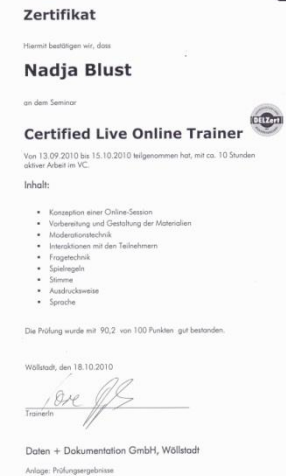 Zertifikat
Hiermit bestätigen wir, dass
Nadja Blust
an dem Seminar
DELZert
Certified Live Online Trainer
Von 13.09.2010 bis 15.10.2010 teilgenommen hat, mit ca. 10 Stunden
aktiver Arbeit im VC.
Inhalt:
• Konzeption einer Online-Session
• Vorbereitung und Gestaltung der Materialien
• Moderationstechnik
• Interaktionen mit den Teilnehmern
• Fragetechnik
• Spielregeln
• Stimme
• Ausdrucksweise
• Sprache
Die Prüfung wurde mit 90,2 von 100 Punkten gut bestanden.
Wöllstadt, den 18.10.2010
TrainerIn
Daten + Dokumentation GmbH, Wöllstadt
Anlage: Prüfungsergebnisse